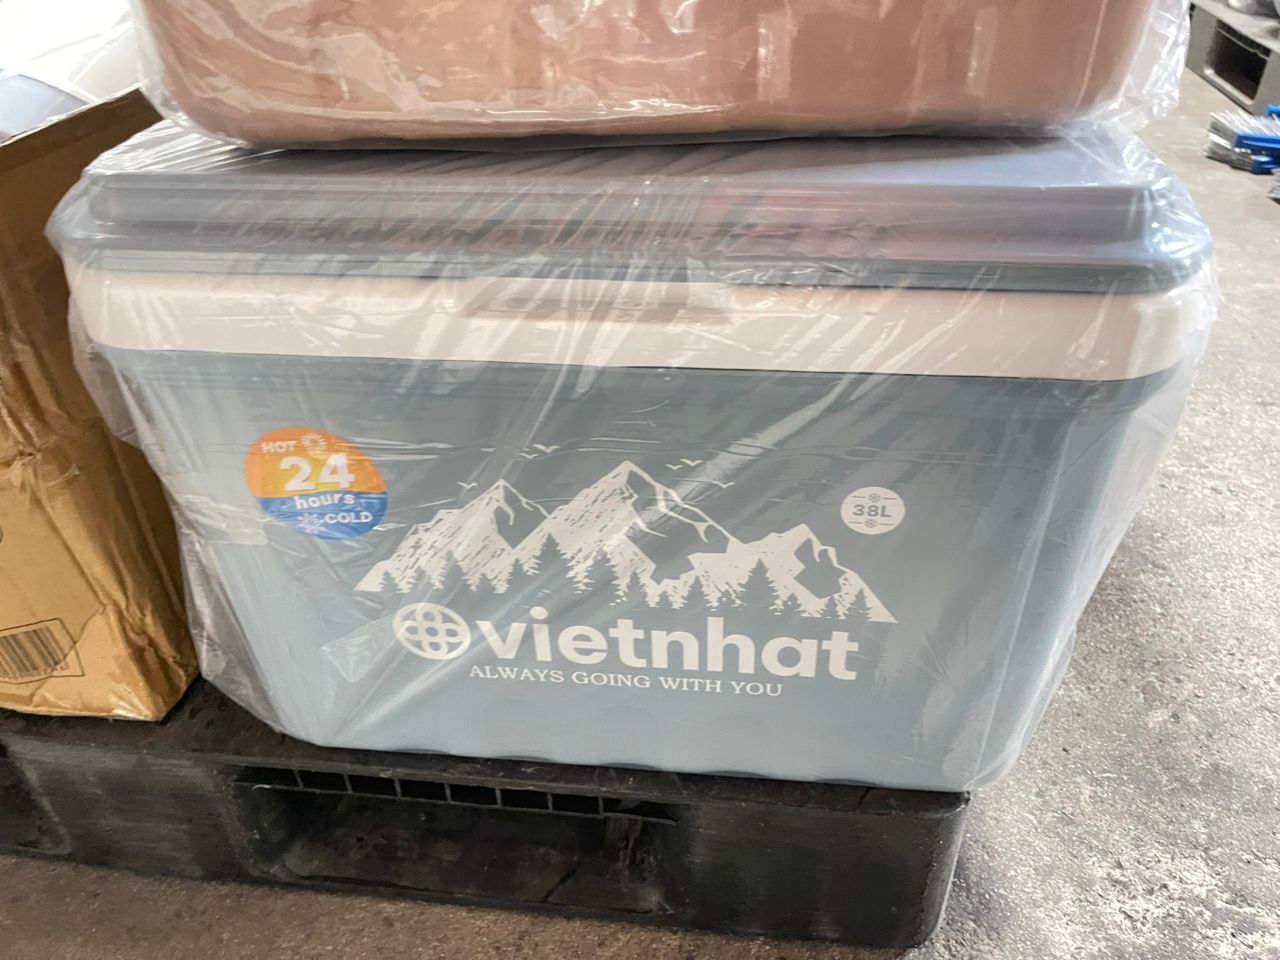 HOT
24
hours
COLD
38L
vietnhat
ALWAYS GOING WITH YOU